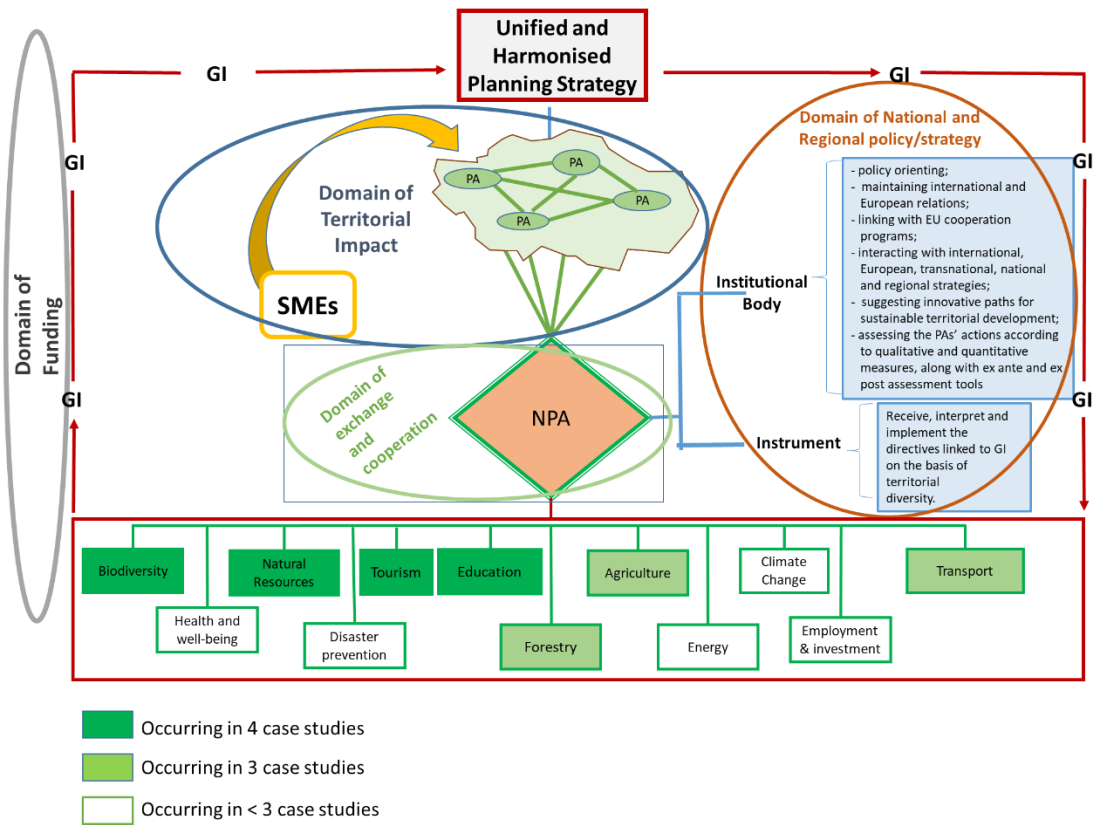 Unified and
Harmonised
Planning Strategy
GI
GI
Domain of National and
Regional policy/strategy
GI
GI
PA
PA
PA
PA
Domain of
Territorial
Impact
- policy orienting;
- maintaining international and
European relations;
- linking with EU cooperation
programs;
- interacting with international,
European, transnational, national
and regional strategies;
- suggesting innovative paths for
sustainable territorial development;
- assessing the PAs' actions according
to qualitative and quantitative
measures, along with ex ante and ex
post assessment tools
Institutional
Body
SMEs
Domain of
Funding
GI
GI
Domain of
exchange
and
cooperation
NPA
Instrument
Receive, interpret and
implement the
directives linked to GI
on the basis of
territorial
diversity.
Biodiversity
Natural
Resources
Tourism
Education
Agriculture
Climate
Change
Transport
Health and
well-being
Disaster
prevention
Forestry
Energy
Employment
& investment
Occurring in 4 case studies
Occurring in 3 case studies
Occurring in < 3 case studies